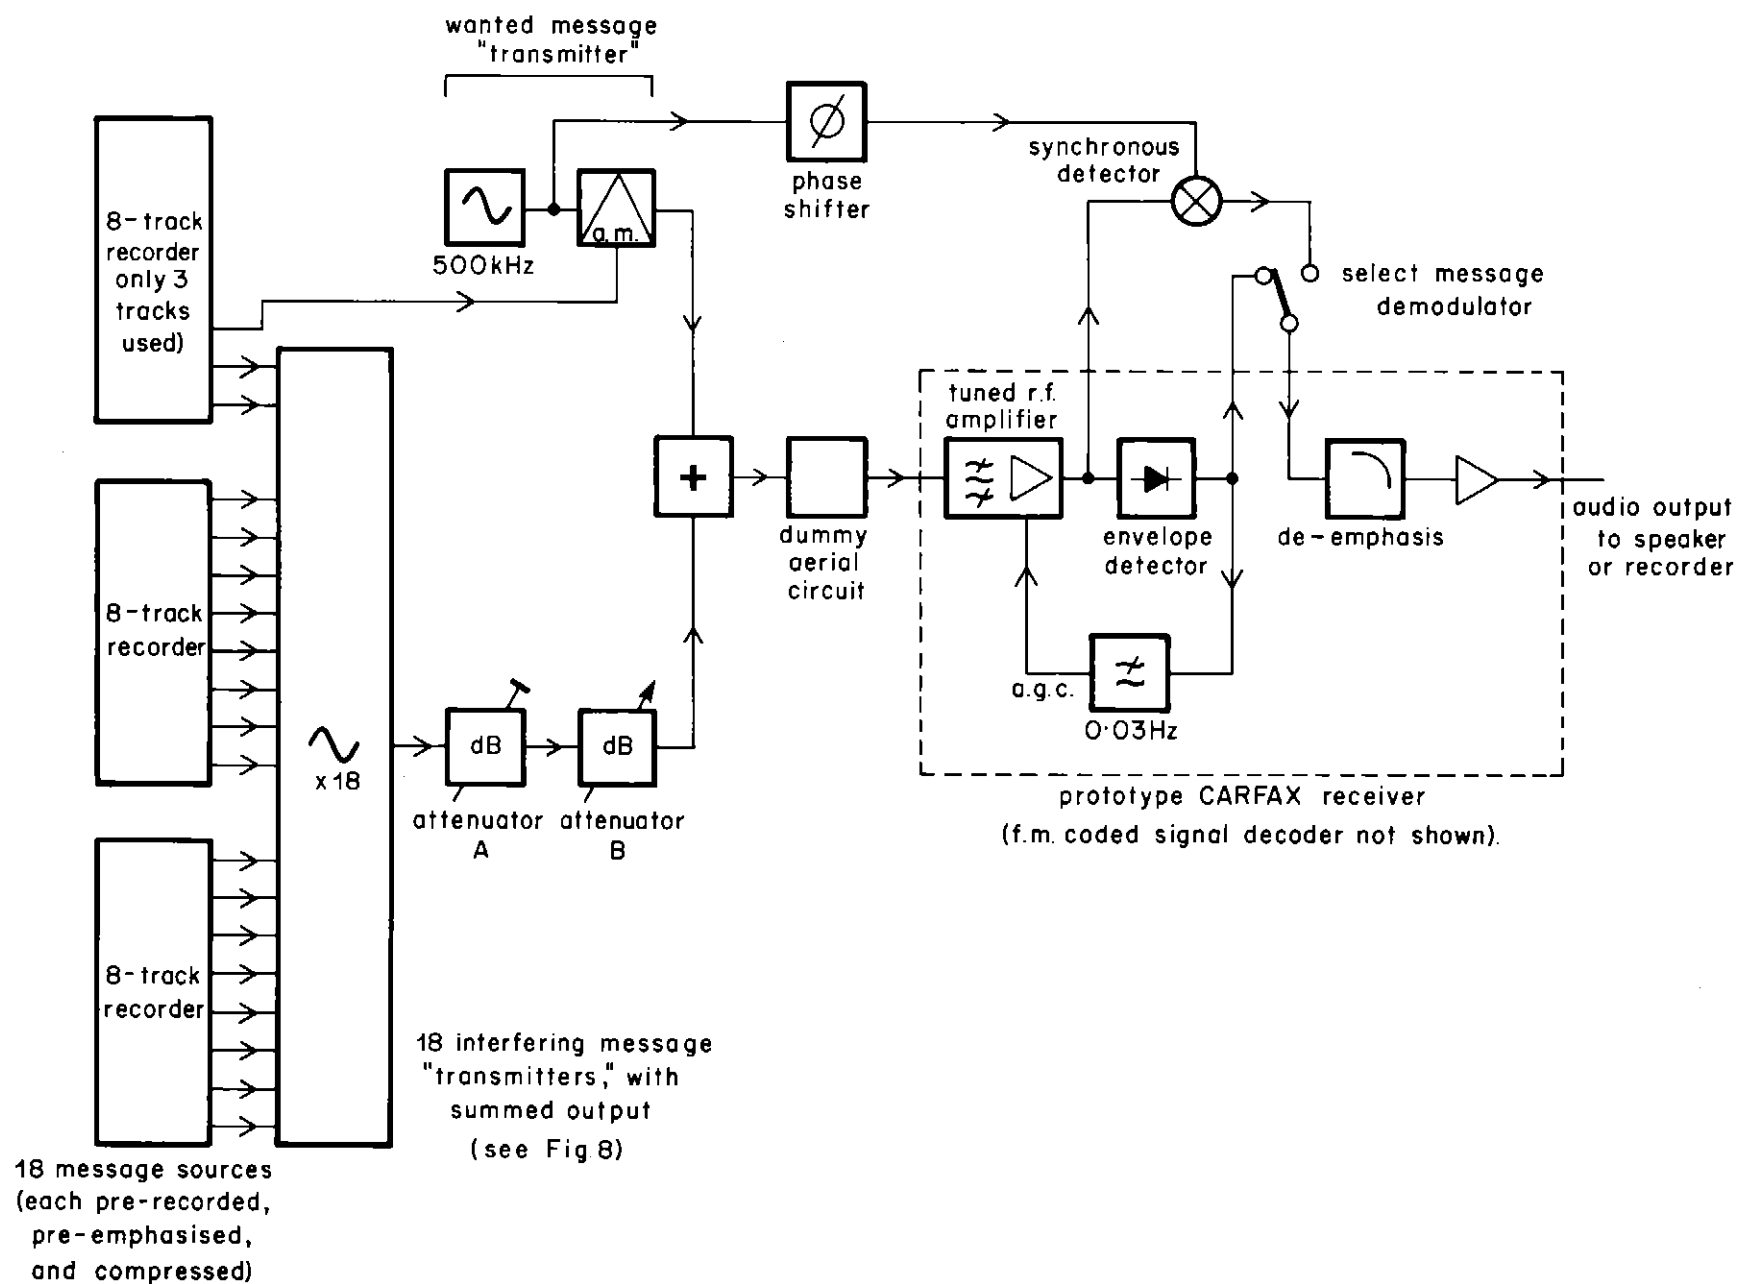 wanted message
"transmitter"
8-track
recorder
only 3
tracks
used)
500kHz
a.m.
phase
shifter
synchronous
detector
select message
demodulator
tuned r.f.
amplifier
+
dummy
aerial
circuit
envelope
detector
de-emphasis
audio output
to speaker
or recorder
a.g.c.
0·03Hz
prototype CARFAX receiver
(f.m. coded signal decoder not shown).
8-track
recorder
x18
dB
dB
attenuator
A
attenuator
B
8-track
recorder
18 interfering message
"transmitters," with
summed output
(see Fig.8)
18 message sources
(each pre-recorded,
pre-emphasised,
and compressed)